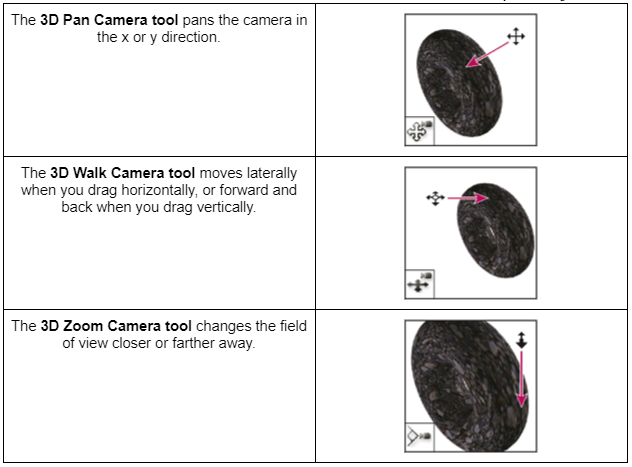 The 3D Pan Camera tool pans the camera in
the x or y direction.
The 3D Walk Camera tool moves laterally
when you drag horizontally, or forward and
back when you drag vertically.
The 3D Zoom Camera tool changes the field
of view closer or farther away.